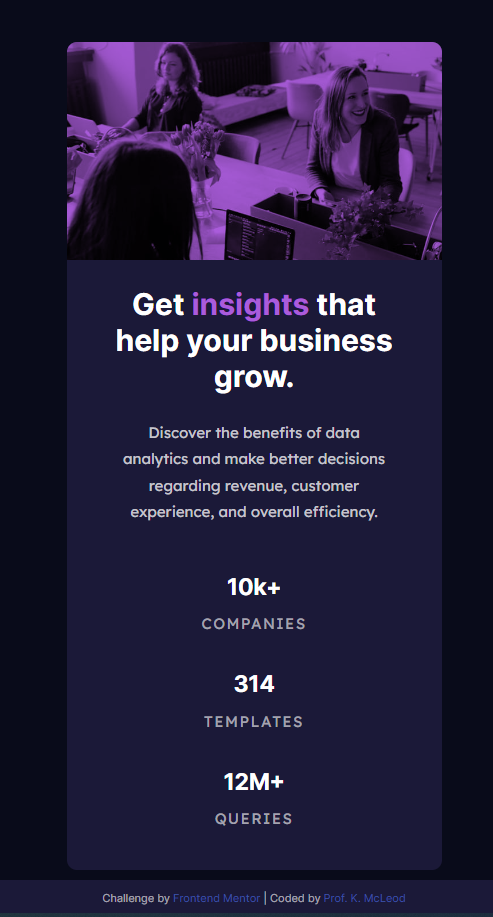 Get insights that
help your business
grow.
Discover the benefits of data
analytics and make better decisions
regarding revenue, customer
experience, and overall efficiency.
10k+
COMPANIES
314
TEMPLATES
12M+
QUERIES
Challenge by Frontend Mentor | Coded by Prof. K. McLeod